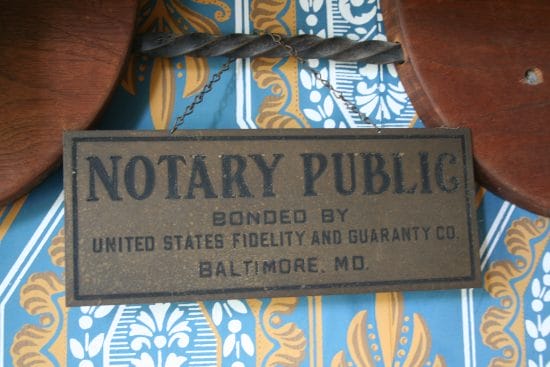 NOTARY PUBLIC
BONDED BY
UNITED STATES FIDELITY AND GUARANTY CO.
BALTIMORE, MD.